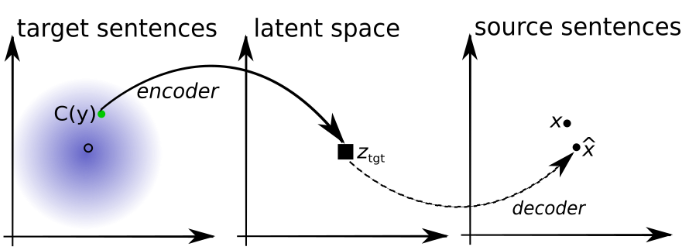 target sentences
latent space
source sentences
encoder
C(y)
z_tgt
x
x̂
decoder